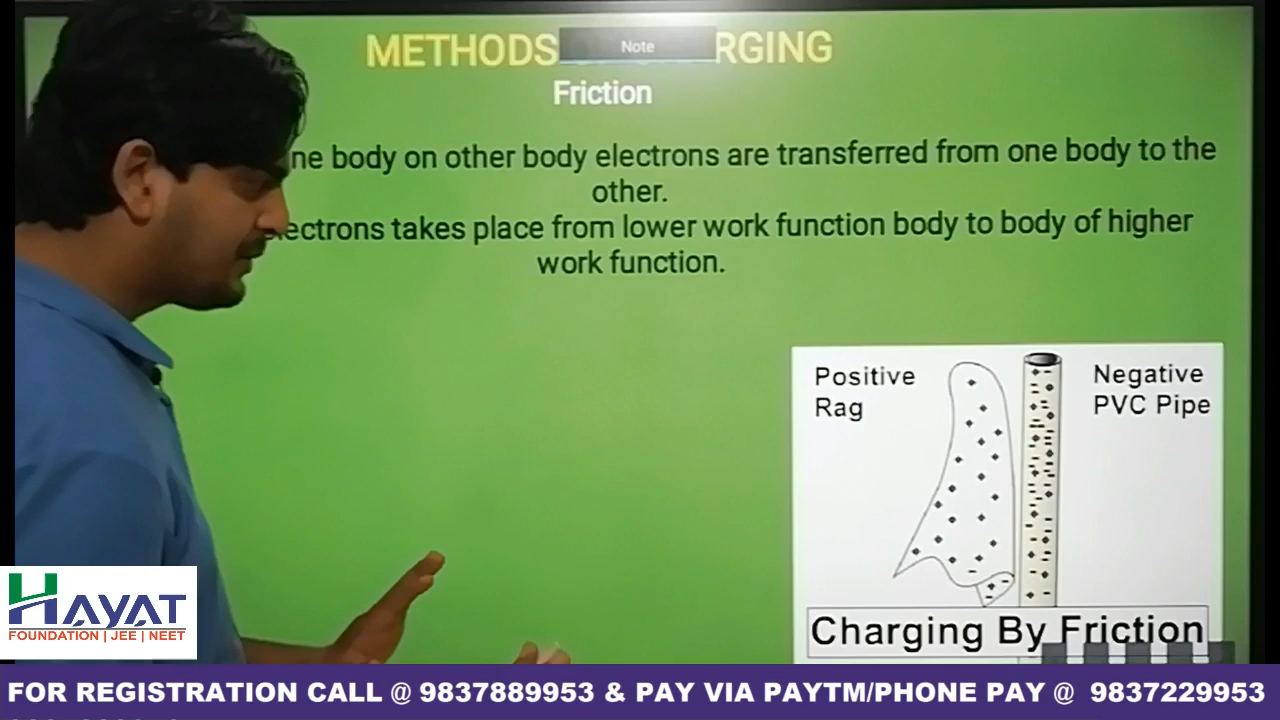 METHODS Note RGING
Friction
ne body on other body electrons are transferred from one body to the
other.
lectrons takes place from lower work function body to body of higher
work function.
Positive
Rag
Negative
PVC Pipe
Charging By Friction
HAYAT
FOUNDATION | JEE | NEET
FOR REGISTRATION CALL @ 9837889953 & PAY VIA PAYTM/PHONE PAY @ 9837229953